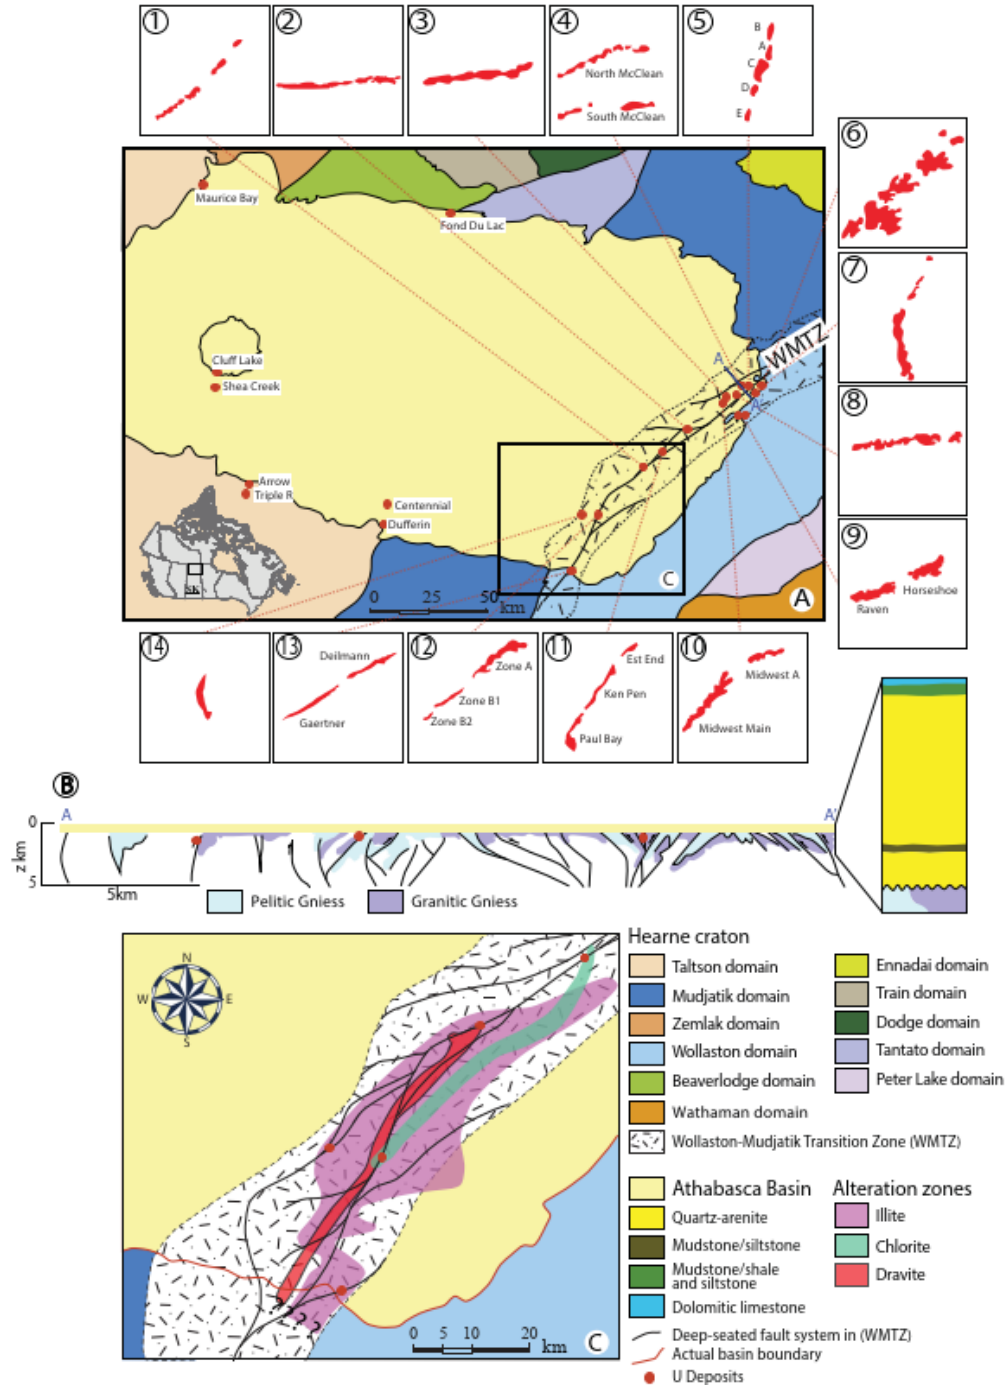 1
2
3
4
North McClean
South McClean
5
B
A
C
D
E
6
7
8
9
Horseshoe
Raven
Maurice Bay
Fond Du Lac
Cluff Lake
Shea Creek
Arrow
Triple R
Centennial
Dufferin
SK
0 25 50
km
WMTZ
A
A'
C
A
14
13
Deilmann
Gaertner
12
Zone A
Zone B1
Zone B2
11
Est End
Ken Pen
Paul Bay
10
Midwest A
Midwest Main
B
A
A'
0
z km
5
5km
Pelitic Gniess
Granitic Gniess
N
W E
S
? ? ? ?
0 5 10 20
km
C
Hearne craton
Taltson domain
Mudjatik domain
Zemlak domain
Wollaston domain
Beaverlodge domain
Wathaman domain
Wollaston-Mudjatik Transition Zone (WMTZ)
Ennadai domain
Train domain
Dodge domain
Tantato domain
Peter Lake domain
Athabasca Basin
Quartz-arenite
Mudstone/siltstone
Mudstone/shale
and siltstone
Dolomitic limestone
Alteration zones
Illite
Chlorite
Dravite
Deep-seated fault system in (WMTZ)
Actual basin boundary
U Deposits